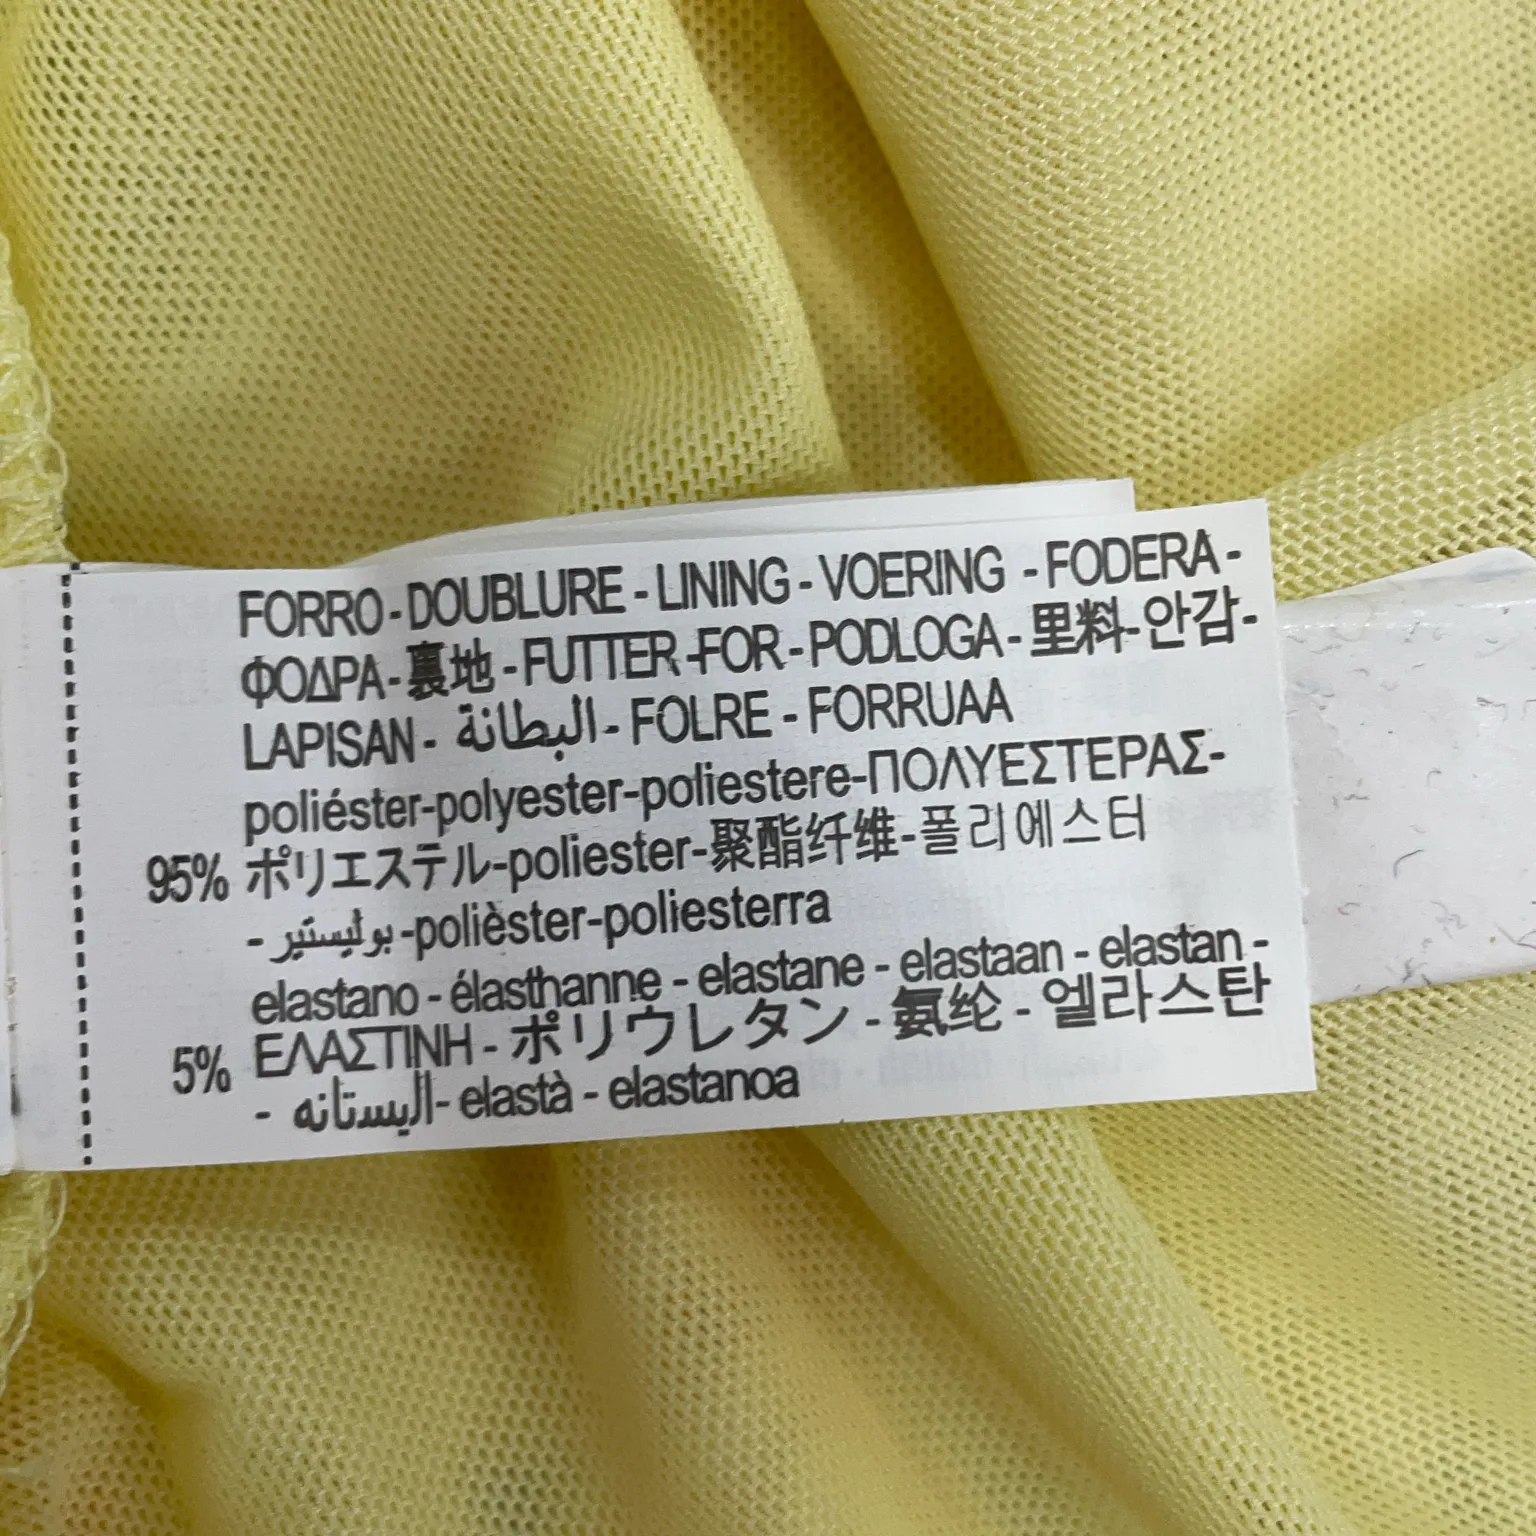 FORRO - DOUBLURE - LINING - VOERING - FODERA -
ΦΟΔΡΑ - 裏地 - FUTTER - FOR - PODLOGA - 里料 - 안감 -
LAPISAN - البطانة - FOLRE - FORRUAA
poliéster-polyester-poliestere-ΠΟΛΥΕΣΤΕΡΑΣ-
95% ポリエステル-poliester-聚酯纤维-폴리에스터
- بوليستير -polièster-poliesterra
elastano - élasthanne - elastane - elastaan - elastan -
5% ΕΛΑΣΤΙΝΗ - ポリウレタン - 氨纶 - 엘라스탄
- اليستانه - elastà - elastanoa